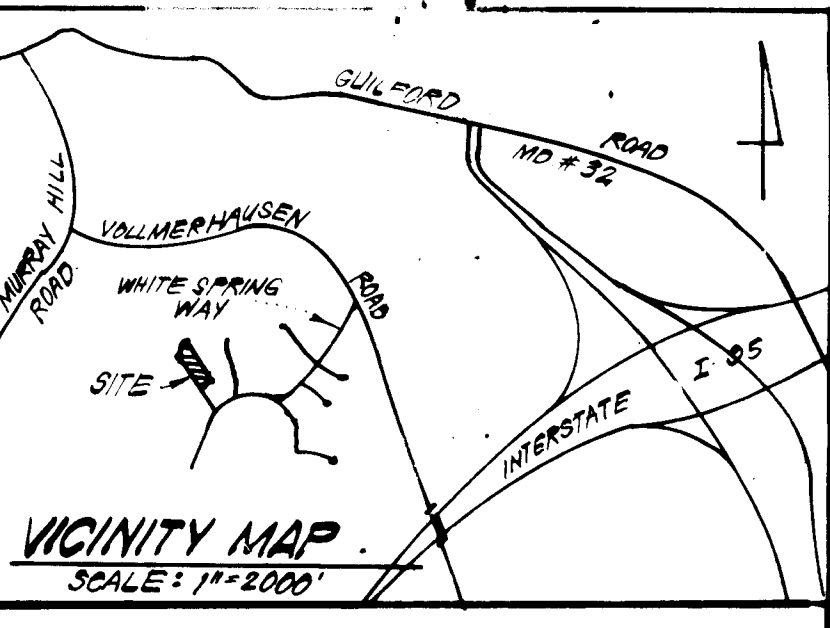 GUILFORD ROAD
MD # 32
MURRAY HILL
ROAD
VOLLMERHAUSEN ROAD
WHITE SPRING
WAY
SITE
I-95
INTERSTATE
VICINITY MAP
SCALE: 1"=2000'